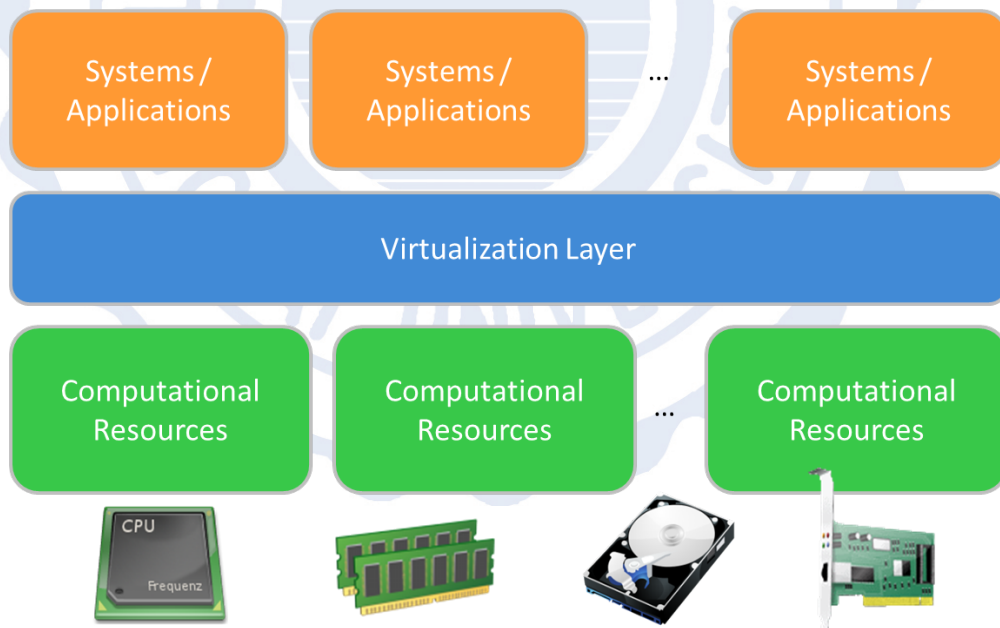 Systems /
Applications
Systems /
Applications
...
Systems /
Applications
Virtualization Layer
Computational
Resources
Computational
Resources
...
Computational
Resources
CPU
Frequenz